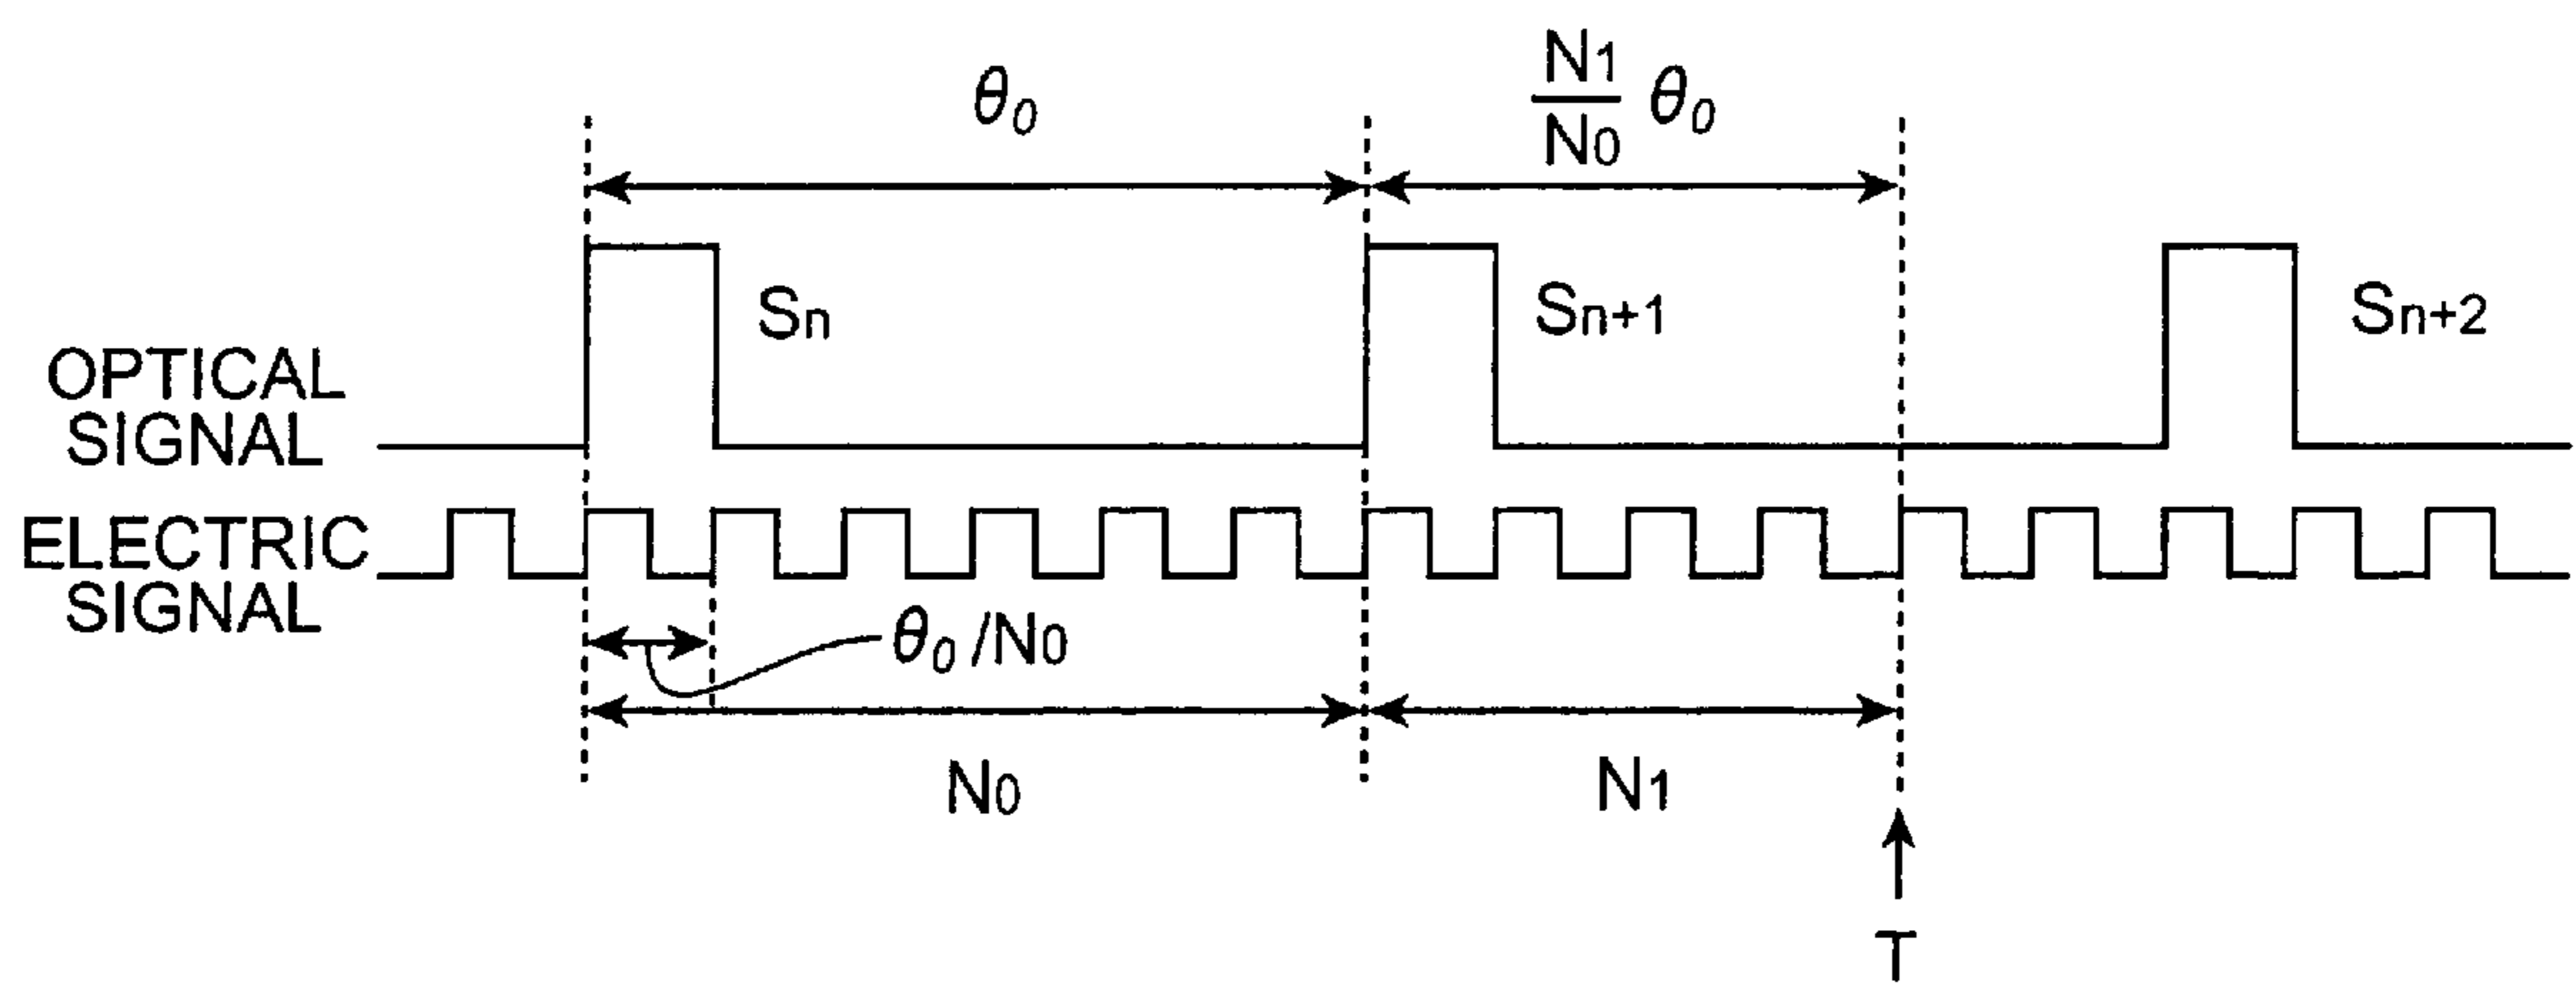 θ0
N1
N0
θ0
Sn
Sn+1
Sn+2
OPTICAL
SIGNAL
ELECTRIC
SIGNAL
θ0/N0
N0
N1
T